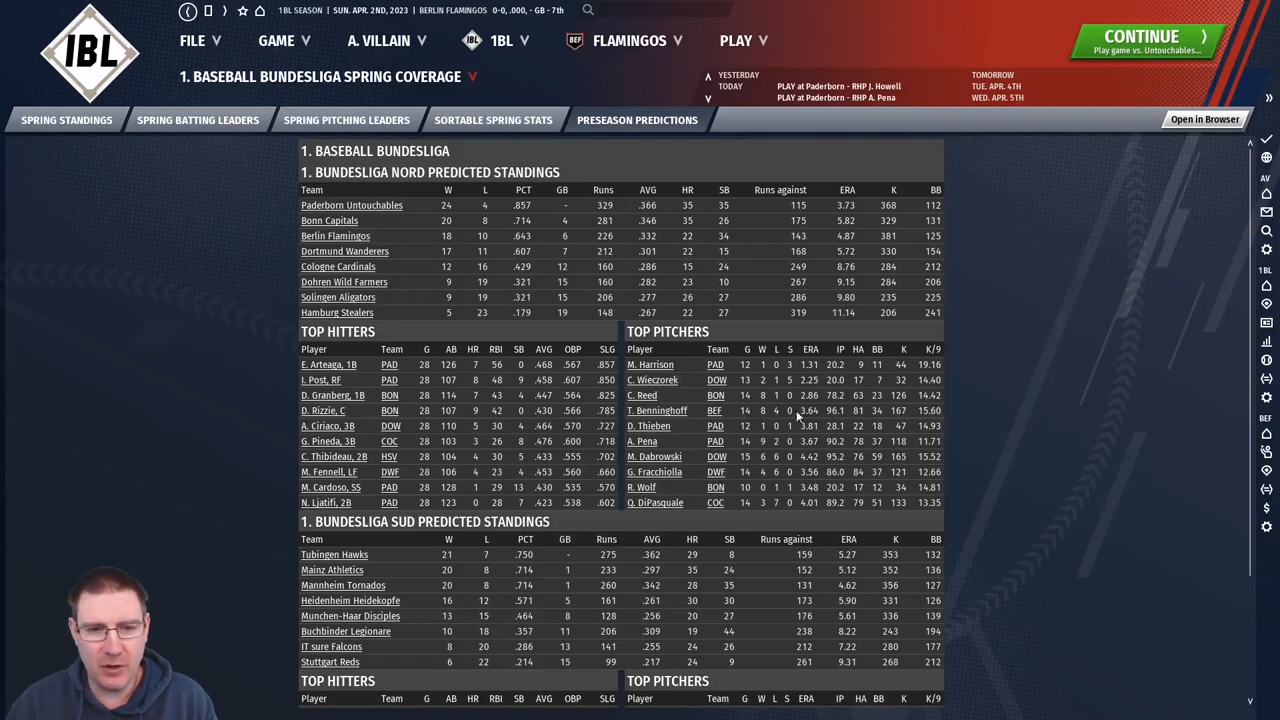 1BL SEASON | SUN. APR. 2ND, 2023 | BERLIN FLAMINGOS 0-0, .000, - GB - 7th
IBL FILE GAME A. VILLAIN IBL 1BL BEF FLAMINGOS PLAY
CONTINUE
Play game vs. Untouchables...
1. BASEBALL BUNDESLIGA SPRING COVERAGE
YESTERDAY TOMORROW
TODAY PLAY at Paderborn - RHP J. Howell TUE. APR. 4TH
PLAY at Paderborn - RHP A. Pena WED. APR. 5TH
SPRING STANDINGS SPRING BATTING LEADERS SPRING PITCHING LEADERS SORTABLE SPRING STATS PRESEASON PREDICTIONS Open in Browser
1. BASEBALL BUNDESLIGA
1. BUNDESLIGA NORD PREDICTED STANDINGS
Team W L PCT GB Runs AVG HR SB Runs against ERA K BB
Paderborn Untouchables 24 4 .857 - 329 .366 35 35 115 3.73 368 112
Bonn Capitals 20 8 .714 4 281 .346 35 26 175 5.82 329 131
Berlin Flamingos 18 10 .643 6 226 .332 22 34 143 4.87 381 125
Dortmund Wanderers 17 11 .607 7 212 .301 22 15 168 5.72 330 154
Cologne Cardinals 12 16 .429 12 160 .286 15 24 249 8.76 284 212
Dohren Wild Farmers 9 19 .321 15 160 .282 23 10 267 9.15 284 206
Solingen Aligators 9 19 .321 15 206 .277 26 27 286 9.80 235 225
Hamburg Stealers 5 23 .179 19 148 .267 22 27 319 11.14 206 241
TOP HITTERS TOP PITCHERS
Player Team G AB HR RBI SB AVG OBP SLG Player Team G W L S ERA IP HA BB K K/9
E. Arteaga, 1B PAD 28 126 7 56 0 .468 .567 .857 M. Harrison PAD 12 1 0 3 1.31 20.2 9 11 44 19.16
I. Post, RF PAD 28 107 8 48 9 .458 .607 .850 C. Wieczorek DOW 13 2 1 5 2.25 20.0 17 7 32 14.40
D. Granberg, 1B BON 28 114 7 43 4 .447 .564 .825 C. Reed BON 14 8 1 0 2.86 78.2 63 23 126 14.42
D. Rizzie, C BON 28 107 9 42 0 .430 .566 .785 T. Benninghoff BEF 14 8 4 0 3.64 96.1 81 34 167 15.60
A. Ciriaco, 3B DOW 28 110 5 30 4 .464 .570 .727 D. Thieben PAD 12 1 0 1 3.81 28.1 22 18 47 14.93
G. Pineda, 3B COC 28 103 3 26 8 .476 .600 .718 A. Pena PAD 14 9 2 0 3.67 90.2 78 37 118 11.71
C. Thibideau, 2B HSV 28 104 4 30 5 .433 .555 .702 M. Dabrowski DOW 15 6 6 0 4.42 95.2 76 59 165 15.52
M. Fennell, LF DWF 28 106 4 23 4 .453 .560 .660 G. Fracchiolla DWF 14 4 6 0 3.56 86.0 84 37 121 12.66
M. Cardoso, SS PAD 28 128 1 29 13 .430 .535 .570 R. Wolf BON 10 0 1 1 3.48 20.2 17 12 34 14.81
N. Ljatifi, 2B PAD 28 123 0 28 7 .423 .538 .602 Q. DiPasquale COC 14 3 7 0 4.01 89.2 79 51 133 13.35
1. BUNDESLIGA SUD PREDICTED STANDINGS
Team W L PCT GB Runs AVG HR SB Runs against ERA K BB
Tubingen Hawks 21 7 .750 - 275 .362 29 8 159 5.27 353 132
Mainz Athletics 20 8 .714 1 233 .297 35 24 152 5.12 352 136
Mannheim Tornados 20 8 .714 1 260 .342 28 35 131 4.62 356 127
Heidenheim Heidekopfe 16 12 .571 5 161 .261 30 30 173 5.90 331 126
Munchen-Haar Disciples 13 15 .464 8 128 .256 20 27 176 5.61 336 139
Buchbinder Legionare 10 18 .357 11 206 .309 19 44 238 8.22 243 194
IT sure Falcons 8 20 .286 13 141 .255 24 26 212 7.22 280 177
Stuttgart Reds 6 22 .214 15 99 .217 24 9 261 9.31 268 212
TOP HITTERS TOP PITCHERS
Player Team G AB HR RBI SB AVG OBP SLG Player Team G W L S ERA IP HA BB K K/9
AV
1BL
BEF